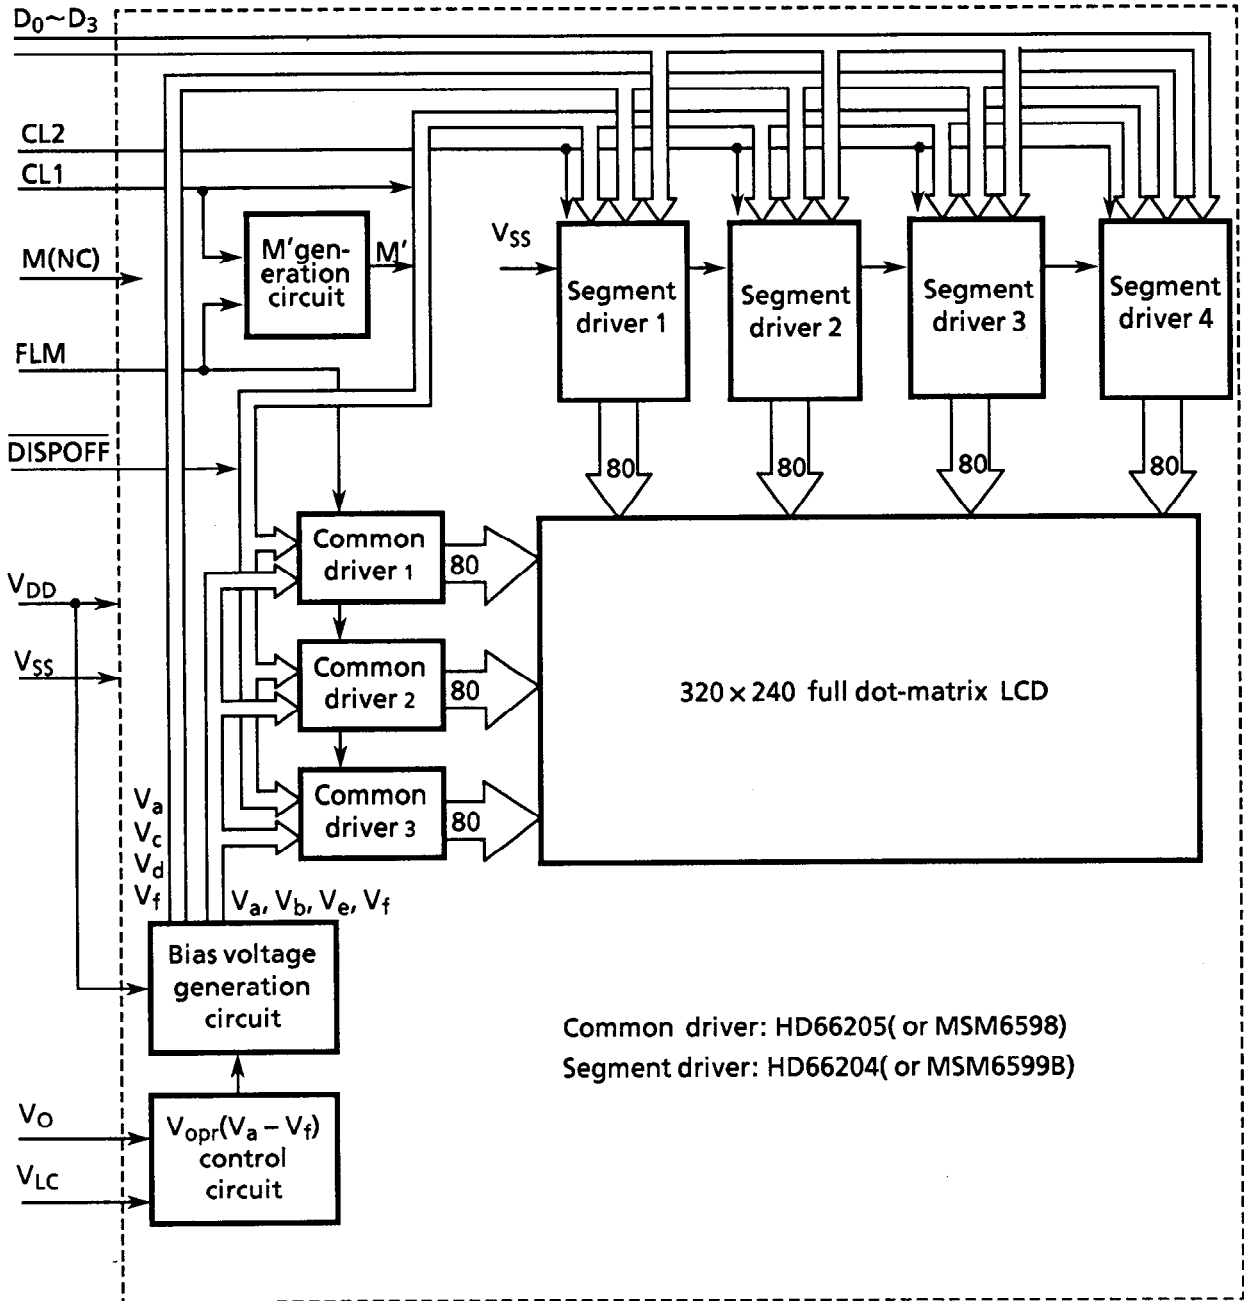 D0~D3
CL2
CL1
M(NC)
FLM
DISPOFF
VDD
VSS
VO
VLC
M'gen-
eration
circuit
M'
VSS
Segment
driver 1
Segment
driver 2
Segment
driver 3
Segment
driver 4
80
80
80
80
Common
driver 1
80
Common
driver 2
80
Common
driver 3
80
320 × 240 full dot-matrix LCD
Va
Vc
Vd
Vf
Va, Vb, Ve, Vf
Bias voltage
generation
circuit
Vopr(Va – Vf)
control
circuit
Common driver: HD66205( or MSM6598)
Segment driver: HD66204( or MSM6599B)